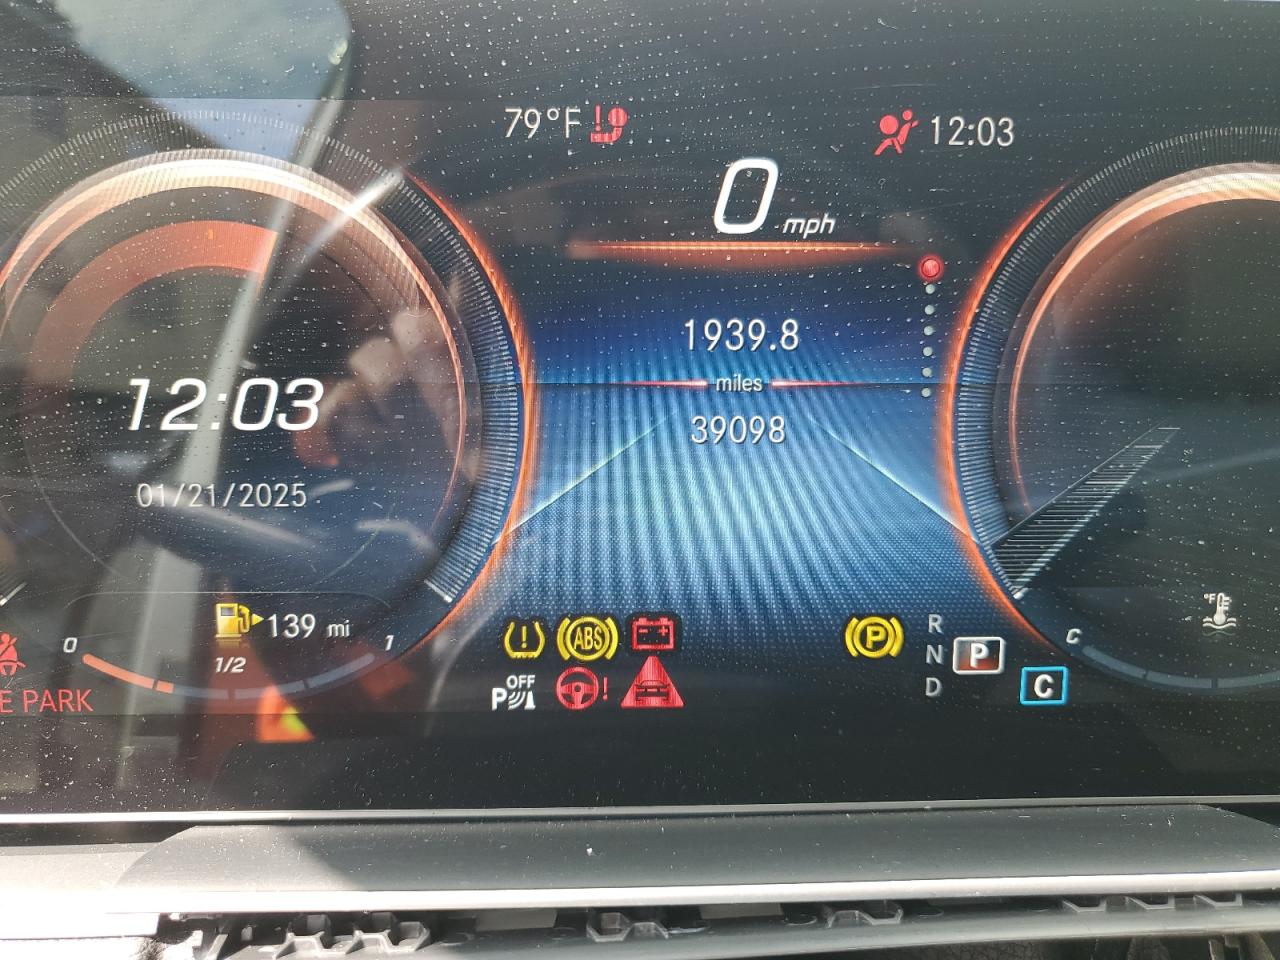 79°F
12:03
0 mph
1939.8
miles
39098
12:03
01/21/2025
139 mi
0
1/2
1
E PARK
ABS
OFF
P
P
R
N
D
P
C
C
°F